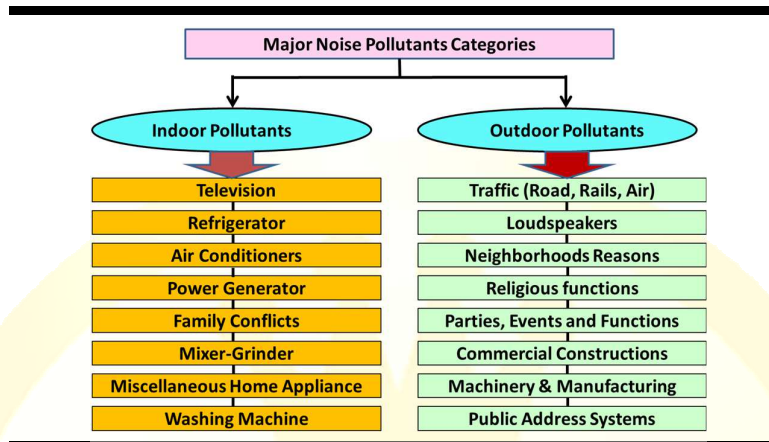 Major Noise Pollutants Categories
Indoor Pollutants
Television
Refrigerator
Air Conditioners
Power Generator
Family Conflicts
Mixer-Grinder
Miscellaneous Home Appliance
Washing Machine
Outdoor Pollutants
Traffic (Road, Rails, Air)
Loudspeakers
Neighborhoods Reasons
Religious functions
Parties, Events and Functions
Commercial Constructions
Machinery & Manufacturing
Public Address Systems